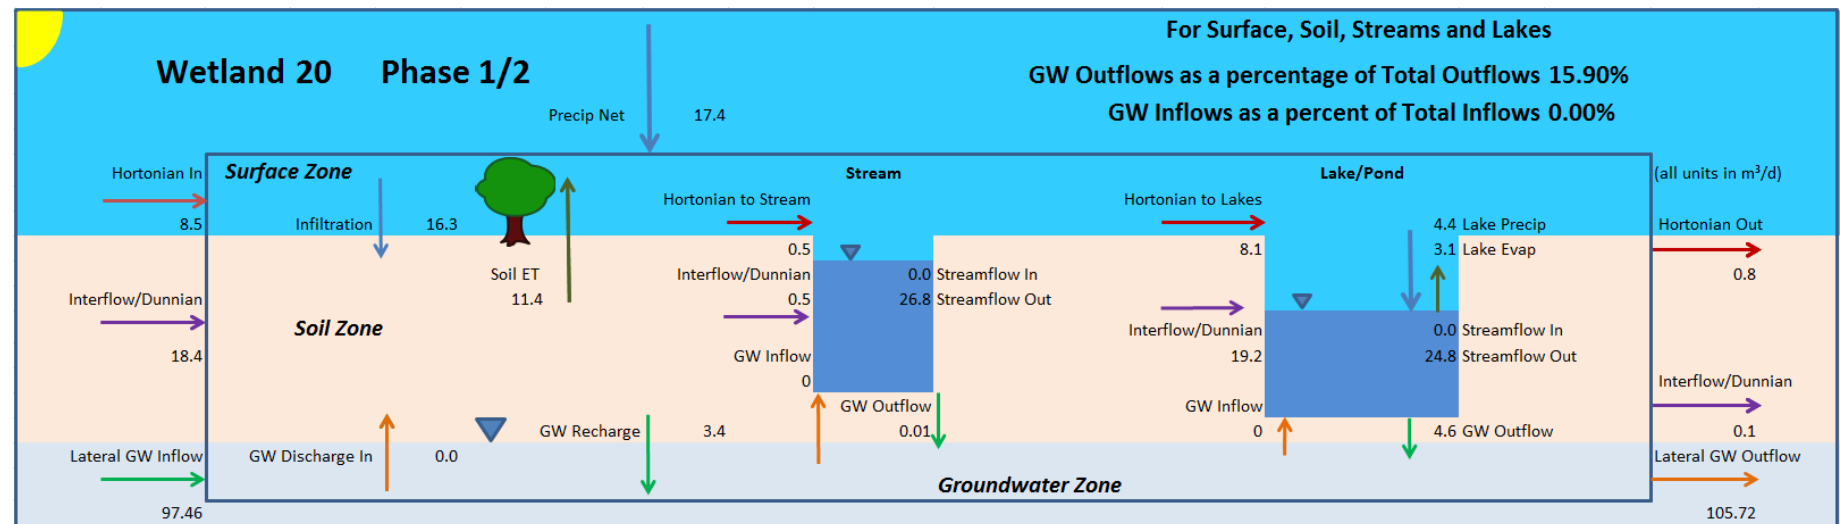 For Surface, Soil, Streams and Lakes
Wetland 20 Phase 1/2
GW Outflows as a percentage of Total Outflows 15.90%
GW Inflows as a percent of Total Inflows 0.00%
Precip Net 17.4
Hortonian In
Surface Zone
Stream
Lake/Pond
(all units in m³/d)
Hortonian to Stream
Hortonian to Lakes
8.5
Infiltration 16.3
4.4 Lake Precip
Hortonian Out
0.5
8.1
3.1 Lake Evap
Soil ET
Interflow/Dunnian
0.0 Streamflow In
0.8
Interflow/Dunnian
11.4
0.5
26.8 Streamflow Out
Soil Zone
Interflow/Dunnian
0.0 Streamflow In
18.4
GW Inflow
19.2
24.8 Streamflow Out
0
Interflow/Dunnian
GW Outflow
GW Inflow
GW Recharge 3.4
0.01
0
4.6 GW Outflow
0.1
Lateral GW Inflow
GW Discharge In 0.0
Lateral GW Outflow
Groundwater Zone
97.46
105.72